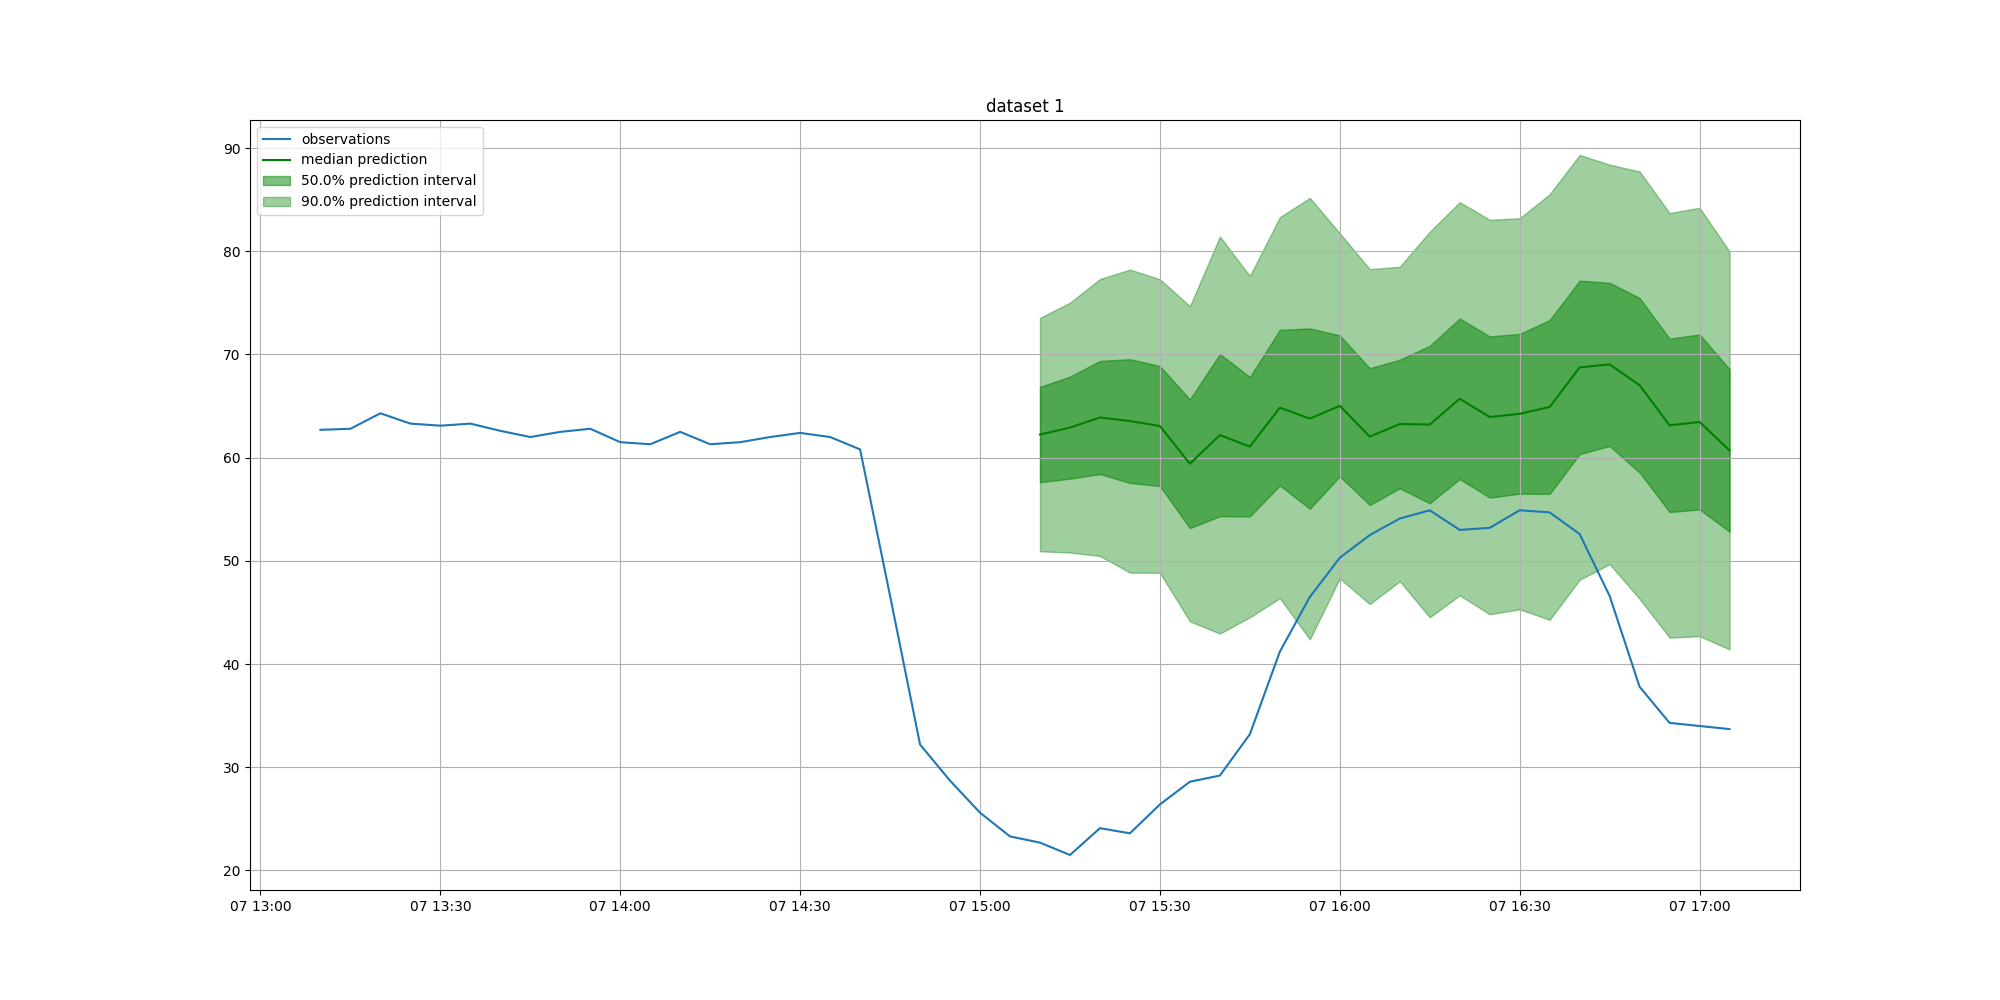 dataset 1
observations
median prediction
50.0% prediction interval
90.0% prediction interval
90
80
70
60
50
40
30
20
07 13:00 07 13:30 07 14:00 07 14:30 07 15:00 07 15:30 07 16:00 07 16:30 07 17:00